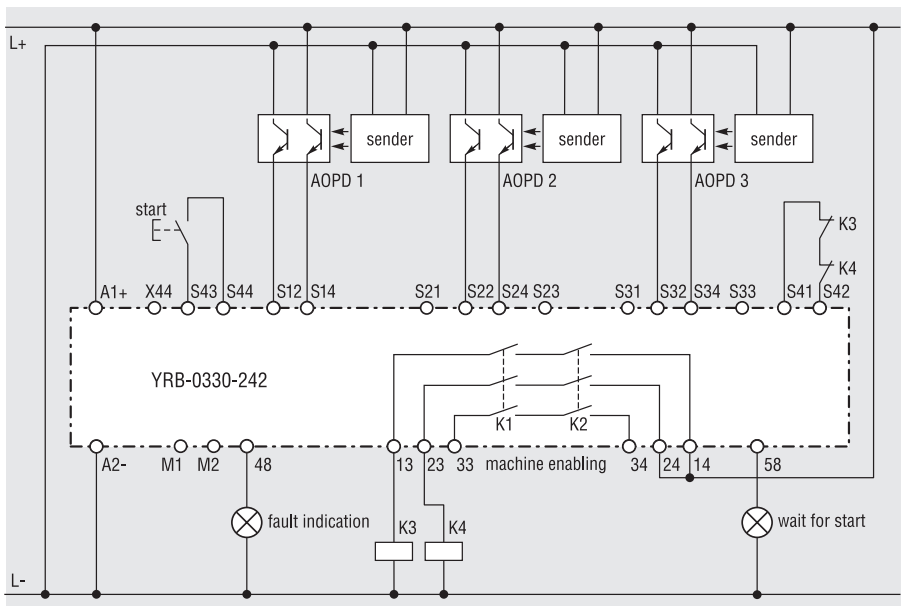 L+
sender
sender
sender
AOPD 1
AOPD 2
AOPD 3
start
K3
K4
A1+ X44 S43 S44 S12 S14 S21 S22 S24 S23 S31 S32 S34 S33 S41 S42
YRB-0330-242
K1 K2
A2- M1 M2 48 13 23 33 machine enabling 34 24 14 58
fault indication
K3 K4
wait for start
L-